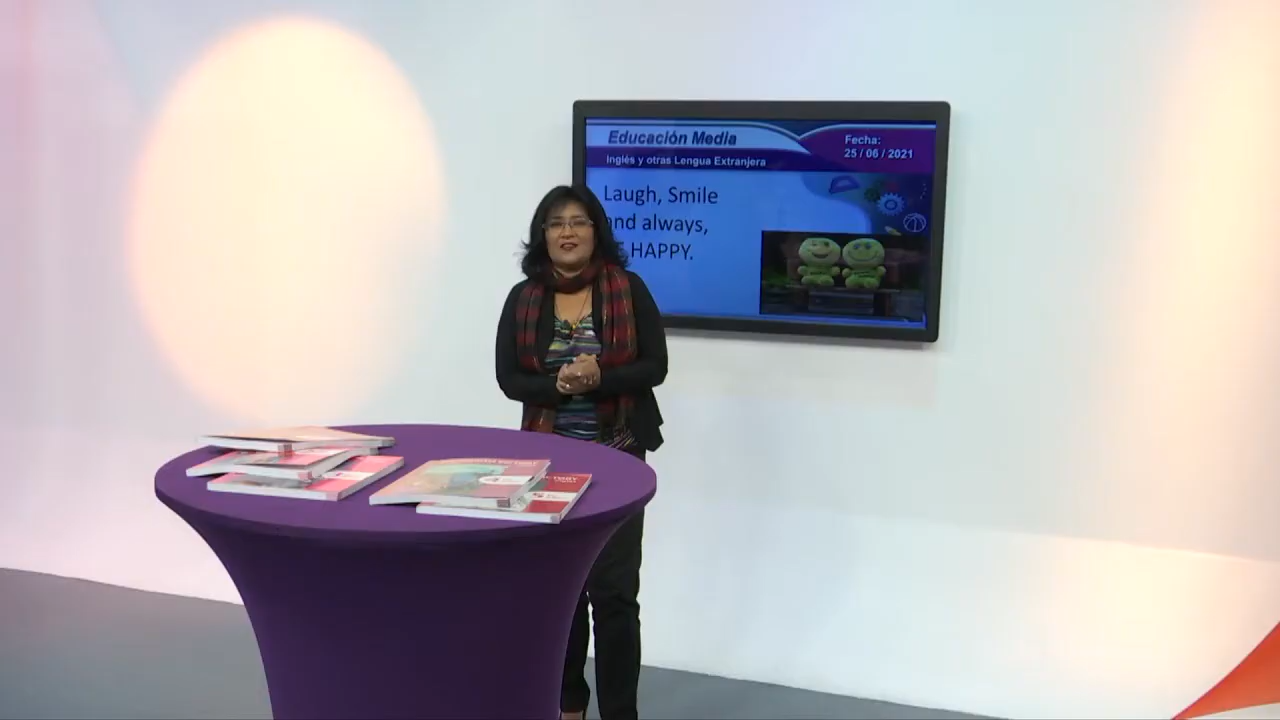 Educación Media
Inglés y otras Lengua Extranjera
Fecha:
25 / 06 / 2021
Laugh, Smile
and always,
HAPPY.